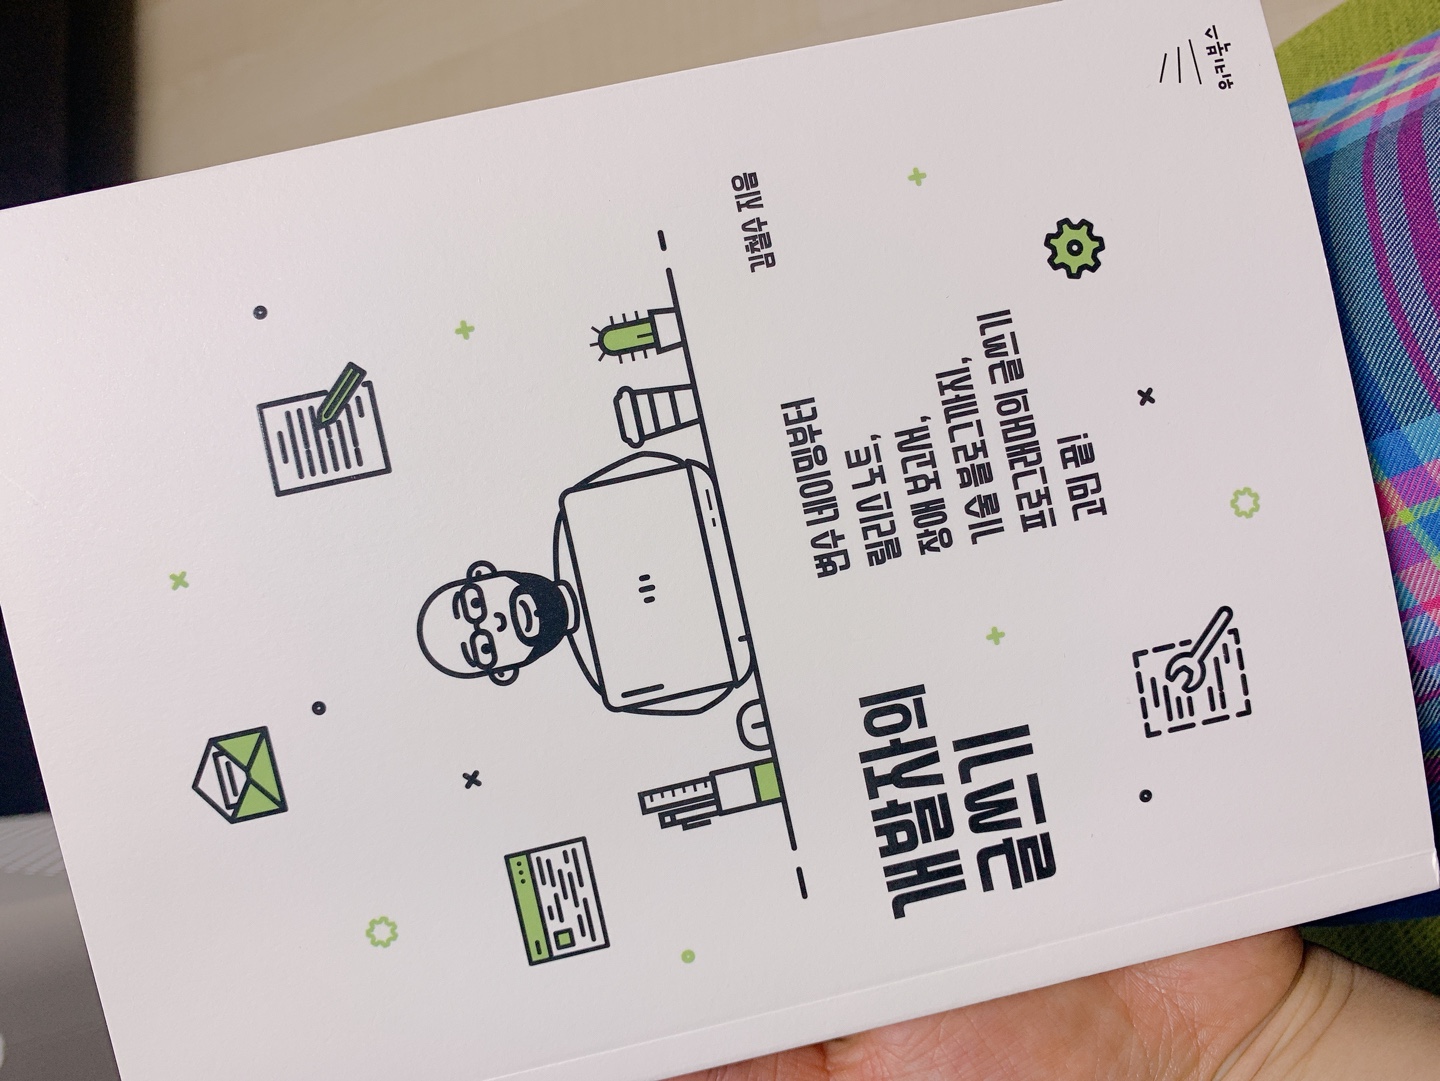 김철수 지음
개발자의
글쓰기
변수 네이밍부터
릴리스 노트,
장애 보고서,
기술 블로그까지,
프로그래머의 글쓰기
고민 끝!
위키북스